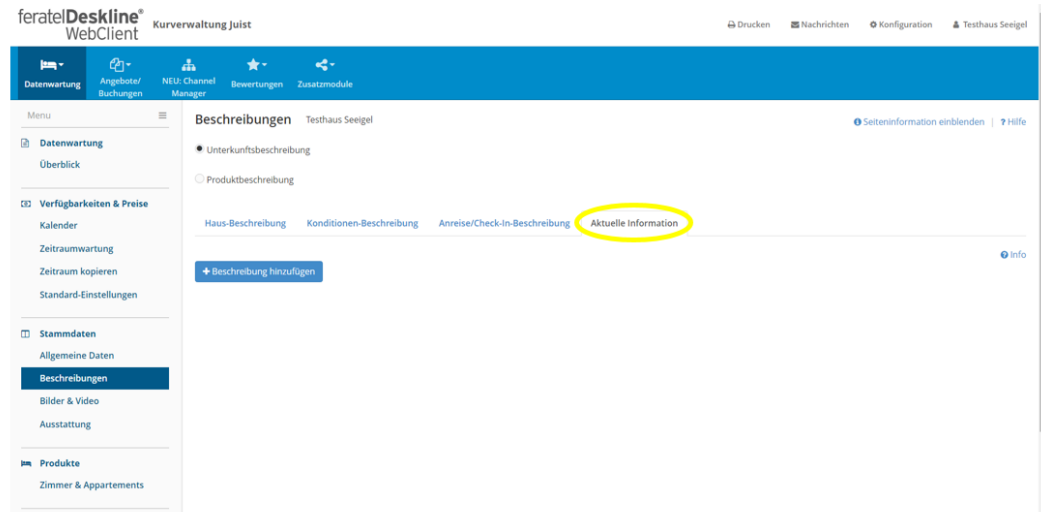 feratel Deskline®
WebClient
Kurverwaltung Juist
Drucken
Nachrichten
Konfiguration
Testhaus Seeigel
Datenwartung
Angebote/
Buchungen
NEU: Channel
Manager
Bewertungen
Zusatzmodule
Menu
Datenwartung
Überblick
Verfügbarkeiten & Preise
Kalender
Zeitraumwartung
Zeitraum kopieren
Standard-Einstellungen
Stammdaten
Allgemeine Daten
Beschreibungen
Bilder & Video
Ausstattung
Produkte
Zimmer & Appartements
Beschreibungen Testhaus Seeigel
Seiteninformation einblenden | ? Hilfe
Unterkunftsbeschreibung
Produktbeschreibung
Haus-Beschreibung Konditionen-Beschreibung Anreise/Check-In-Beschreibung Aktuelle Information
Info
+ Beschreibung hinzufügen